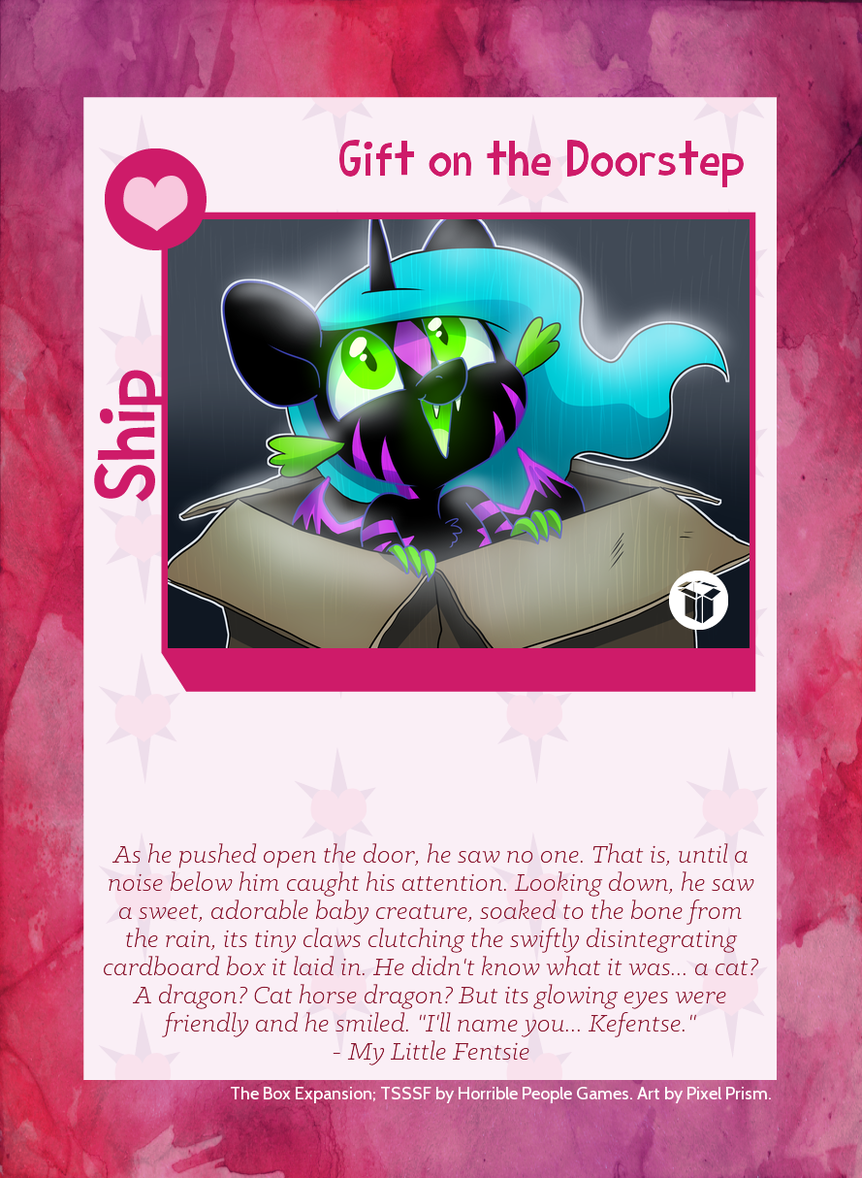 Gift on the Doorstep
Ship
As he pushed open the door, he saw no one. That is, until a
noise below him caught his attention. Looking down, he saw
a sweet, adorable baby creature, soaked to the bone from
the rain, its tiny claws clutching the swiftly disintegrating
cardboard box it laid in. He didn't know what it was... a cat?
A dragon? Cat horse dragon? But its glowing eyes were
friendly and he smiled. "I'll name you... Kefentse."
- My Little Fentsie
The Box Expansion; TSSSF by Horrible People Games. Art by Pixel Prism.